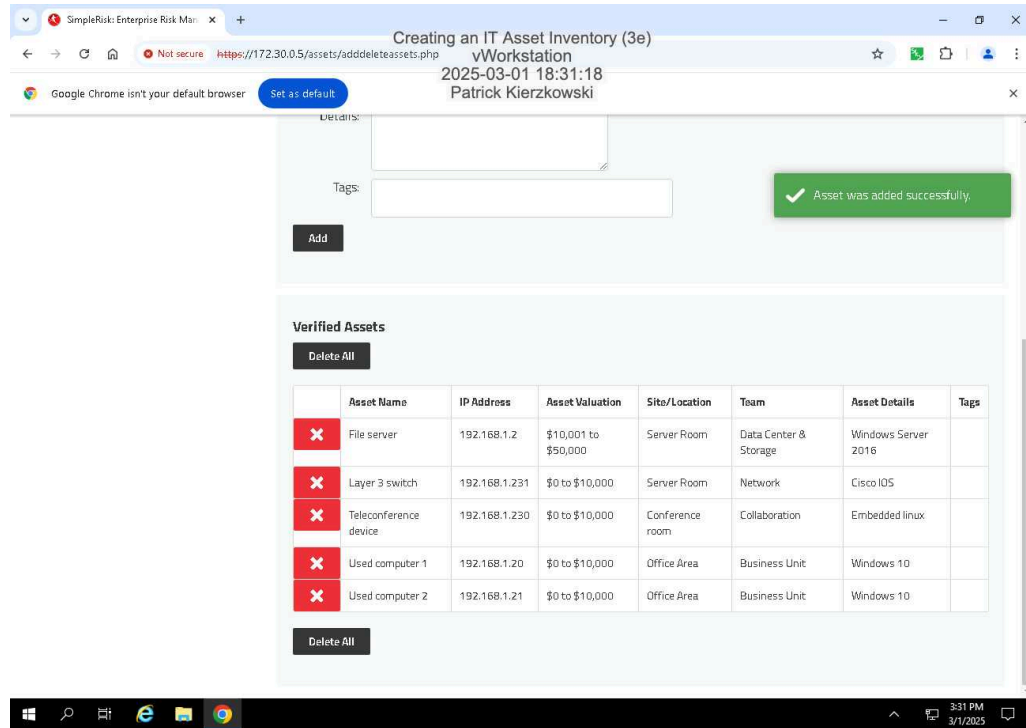 SimpleRisk: Enterprise Risk Man
Creating an IT Asset Inventory (3e)
vWorkstation
2025-03-01 18:31:18
Patrick Kierzkowski
Not secure https://172.30.0.5/assets/adddeleteassets.php
Google Chrome isn't your default browser Set as default
Details:
Tags:
Asset was added successfully.
Add
Verified Assets
Delete All
Asset Name IP Address Asset Valuation Site/Location Team Asset Details Tags
File server 192.168.1.2 $10,001 to $50,000 Server Room Data Center & Storage Windows Server 2016
Layer 3 switch 192.168.1.231 $0 to $10,000 Server Room Network Cisco IOS
Teleconference device 192.168.1.230 $0 to $10,000 Conference room Collaboration Embedded linux
Used computer 1 192.168.1.20 $0 to $10,000 Office Area Business Unit Windows 10
Used computer 2 192.168.1.21 $0 to $10,000 Office Area Business Unit Windows 10
Delete All
3:31 PM
3/1/2025